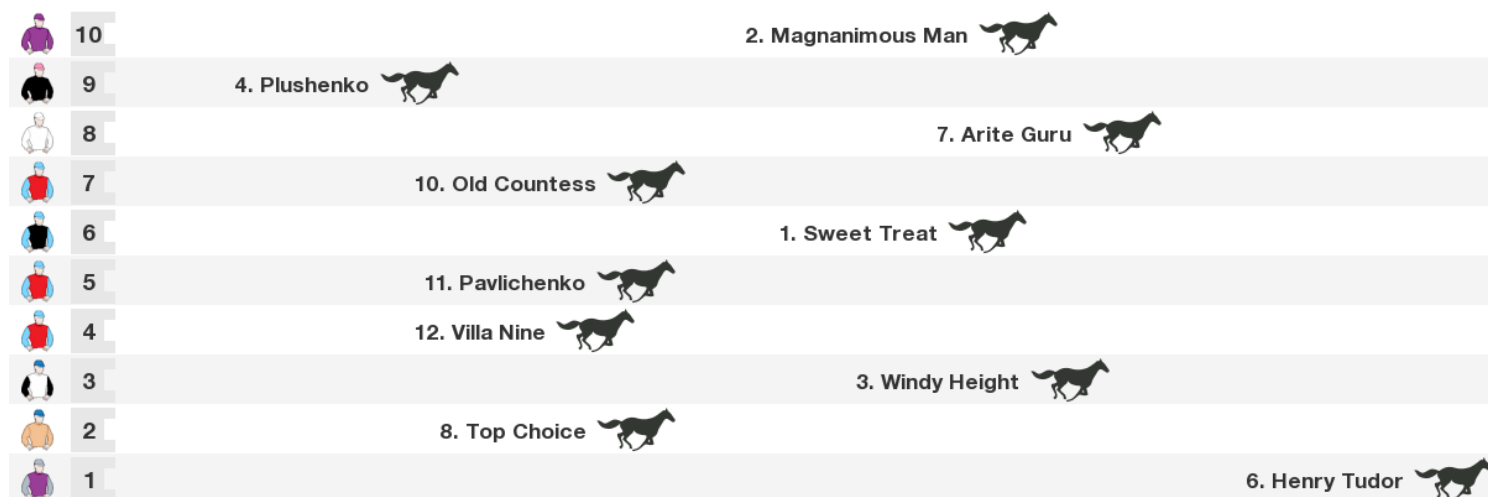 10 2. Magnanimous Man
9 4. Plushenko
8 7. Arite Guru
7 10. Old Countess
6 1. Sweet Treat
5 11. Pavlichenko
4 12. Villa Nine
3 3. Windy Height
2 8. Top Choice
1 6. Henry Tudor